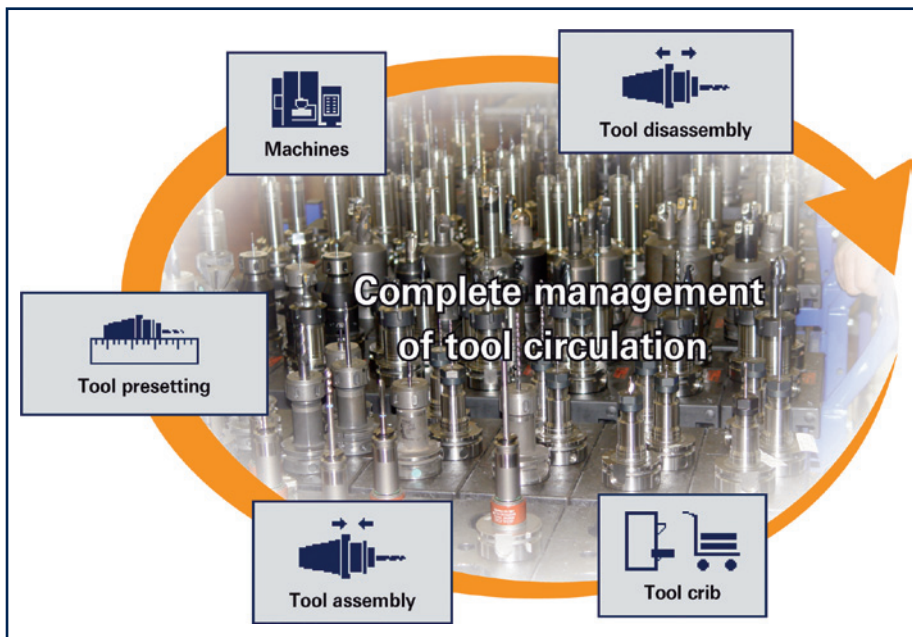 Machines
Tool disassembly
Complete management
of tool circulation
Tool presetting
Tool assembly
Tool crib